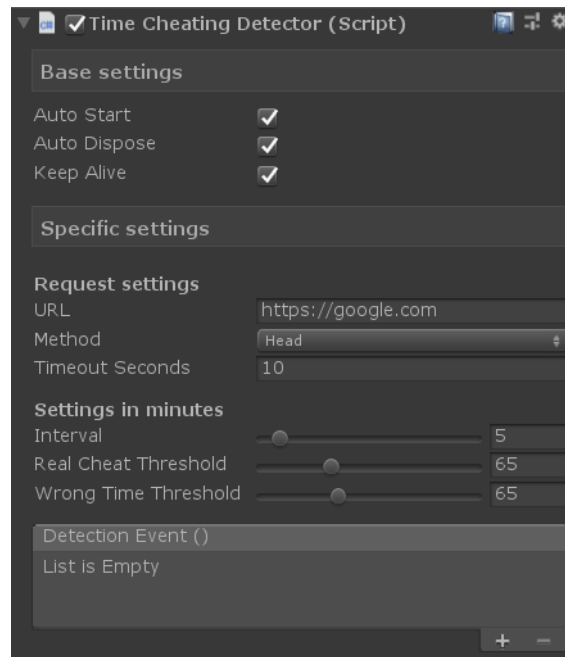 Time Cheating Detector (Script)
Base settings
Auto Start
Auto Dispose
Keep Alive
Specific settings
Request settings
URL https://google.com
Method Head
Timeout Seconds 10
Settings in minutes
Interval 5
Real Cheat Threshold 65
Wrong Time Threshold 65
Detection Event ()
List is Empty